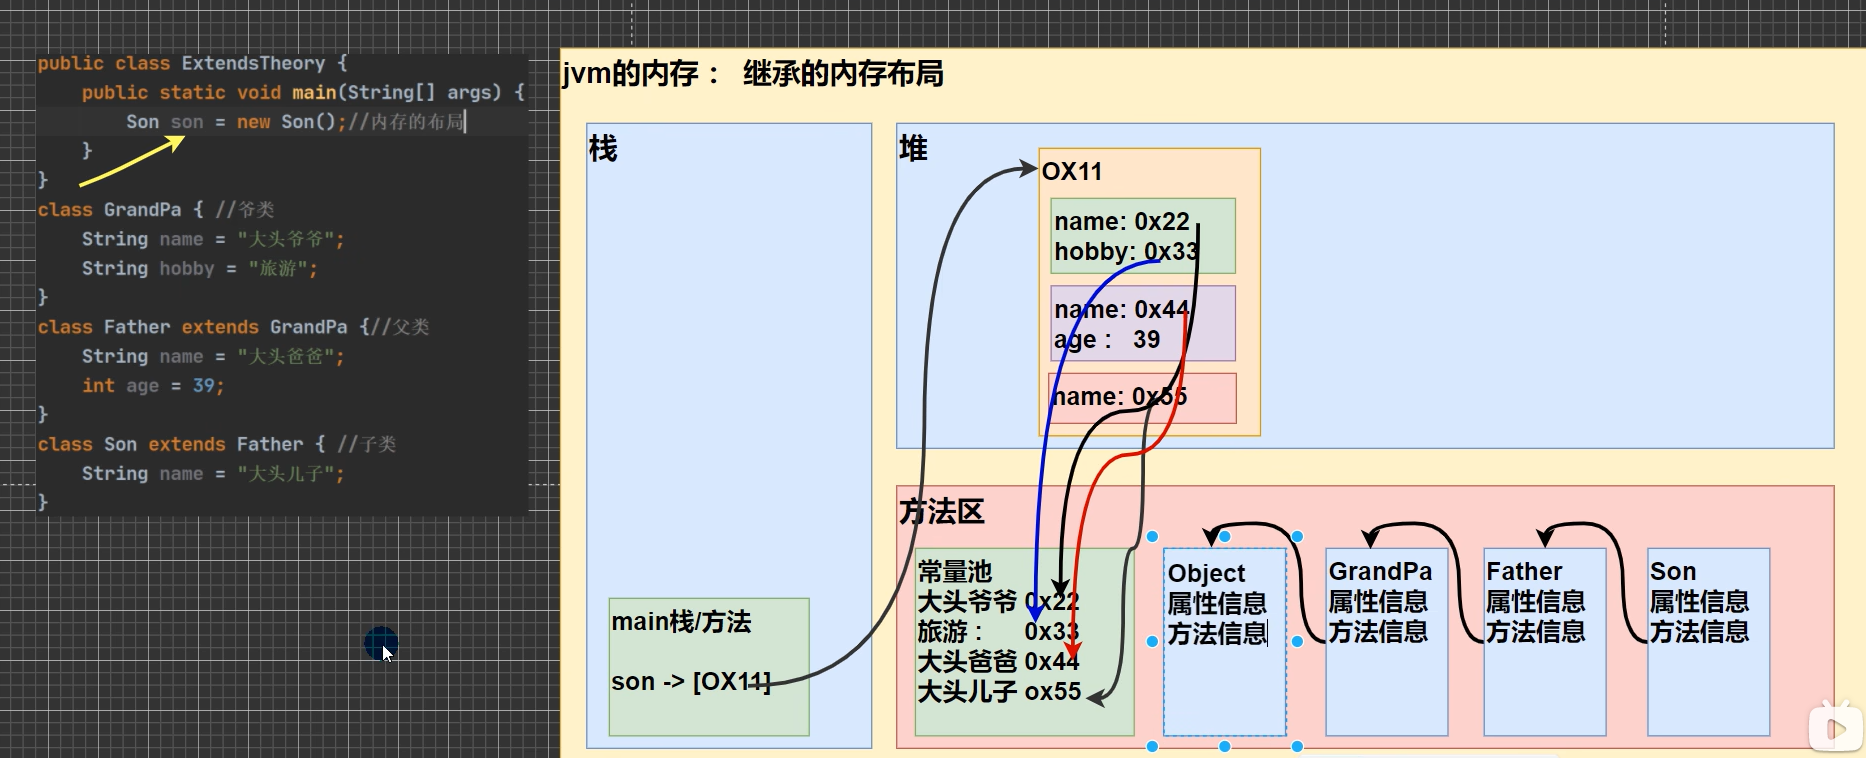 public class ExtendsTheory {
public static void main(String[] args) {
Son son = new Son();//内存的布局
}
}
class GrandPa { //爷类
String name = "大头爷爷";
String hobby = "旅游";
}
class Father extends GrandPa {//父类
String name = "大头爸爸";
int age = 39;
}
class Son extends Father { //子类
String name = "大头儿子";
}
jvm的内存： 继承的内存布局
栈
main栈/方法
son -> [OX11]
堆
OX11
name: 0x22
hobby: 0x33
name: 0x44
age： 39
name: 0x55
方法区
常量池
大头爷爷 0x22
旅游： 0x33
大头爸爸 0x44
大头儿子 ox55
Object
属性信息
方法信息
GrandPa
属性信息
方法信息
Father
属性信息
方法信息
Son
属性信息
方法信息